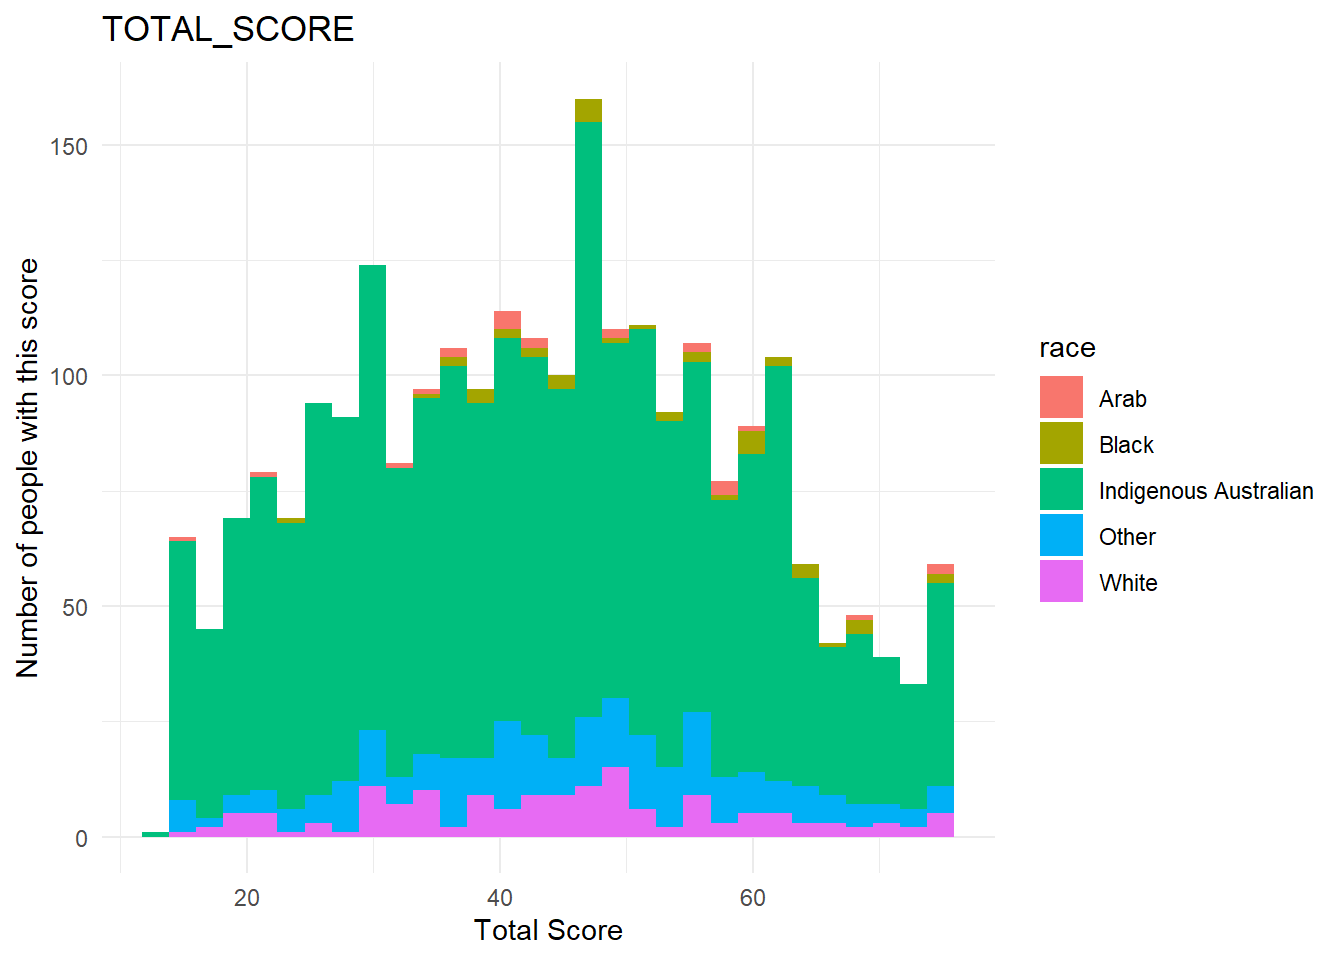 TOTAL_SCORE
150
100
50
0
20 40 60
Total Score
Number of people with this score
race
Arab
Black
Indigenous Australian
Other
White